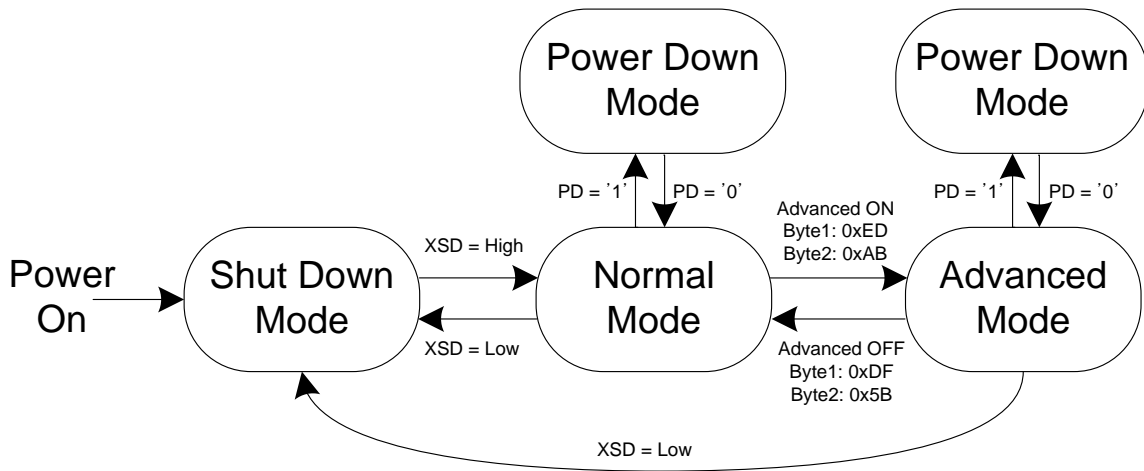 Power Down
Mode
Power Down
Mode
PD = '1'
PD = '0'
PD = '1'
PD = '0'
Advanced ON
Byte1: 0xED
Byte2: 0xAB
XSD = High
Power
On
Shut Down
Mode
Normal
Mode
Advanced
Mode
XSD = Low
Advanced OFF
Byte1: 0xDF
Byte2: 0x5B
XSD = Low